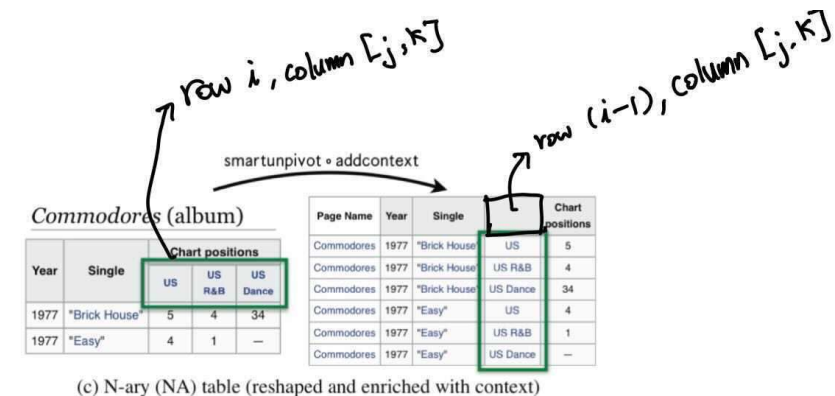 row i, column [j, k]
row (i-1), column [j, k]
smartunpivot ∘ addcontext
Commodores (album)
Year Single Chart positions
US US R&B US Dance
1977 "Brick House" 5 4 34
1977 "Easy" 4 1 —
Page Name Year Single Chart positions
Commodores 1977 "Brick House" US 5
Commodores 1977 "Brick House" US R&B 4
Commodores 1977 "Brick House" US Dance 34
Commodores 1977 "Easy" US 4
Commodores 1977 "Easy" US R&B 1
Commodores 1977 "Easy" US Dance —
(c) N-ary (NA) table (reshaped and enriched with context)